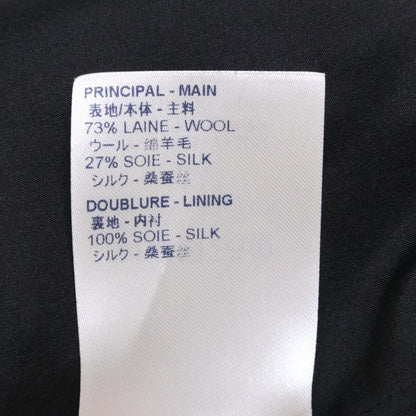 PRINCIPAL - MAIN
表地/本体 - 主料
73% LAINE - WOOL
ウール - 绵羊毛
27% SOIE - SILK
シルク - 桑蚕丝
DOUBLURE - LINING
裏地 - 内衬
100% SOIE - SILK
シルク - 桑蚕丝